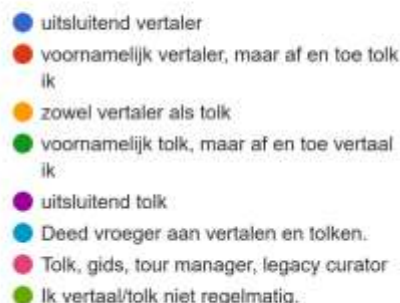 uitsluitend vertaler
voornamelijk vertaler, maar af en toe tolk
ik
zowel vertaler als tolk
voornamelijk tolk, maar af en toe vertaal
ik
uitsluitend tolk
Deed vroeger aan vertalen en tolken.
Tolk, gids, tour manager, legacy curator
Ik vertaal/tolk niet regelmatig.